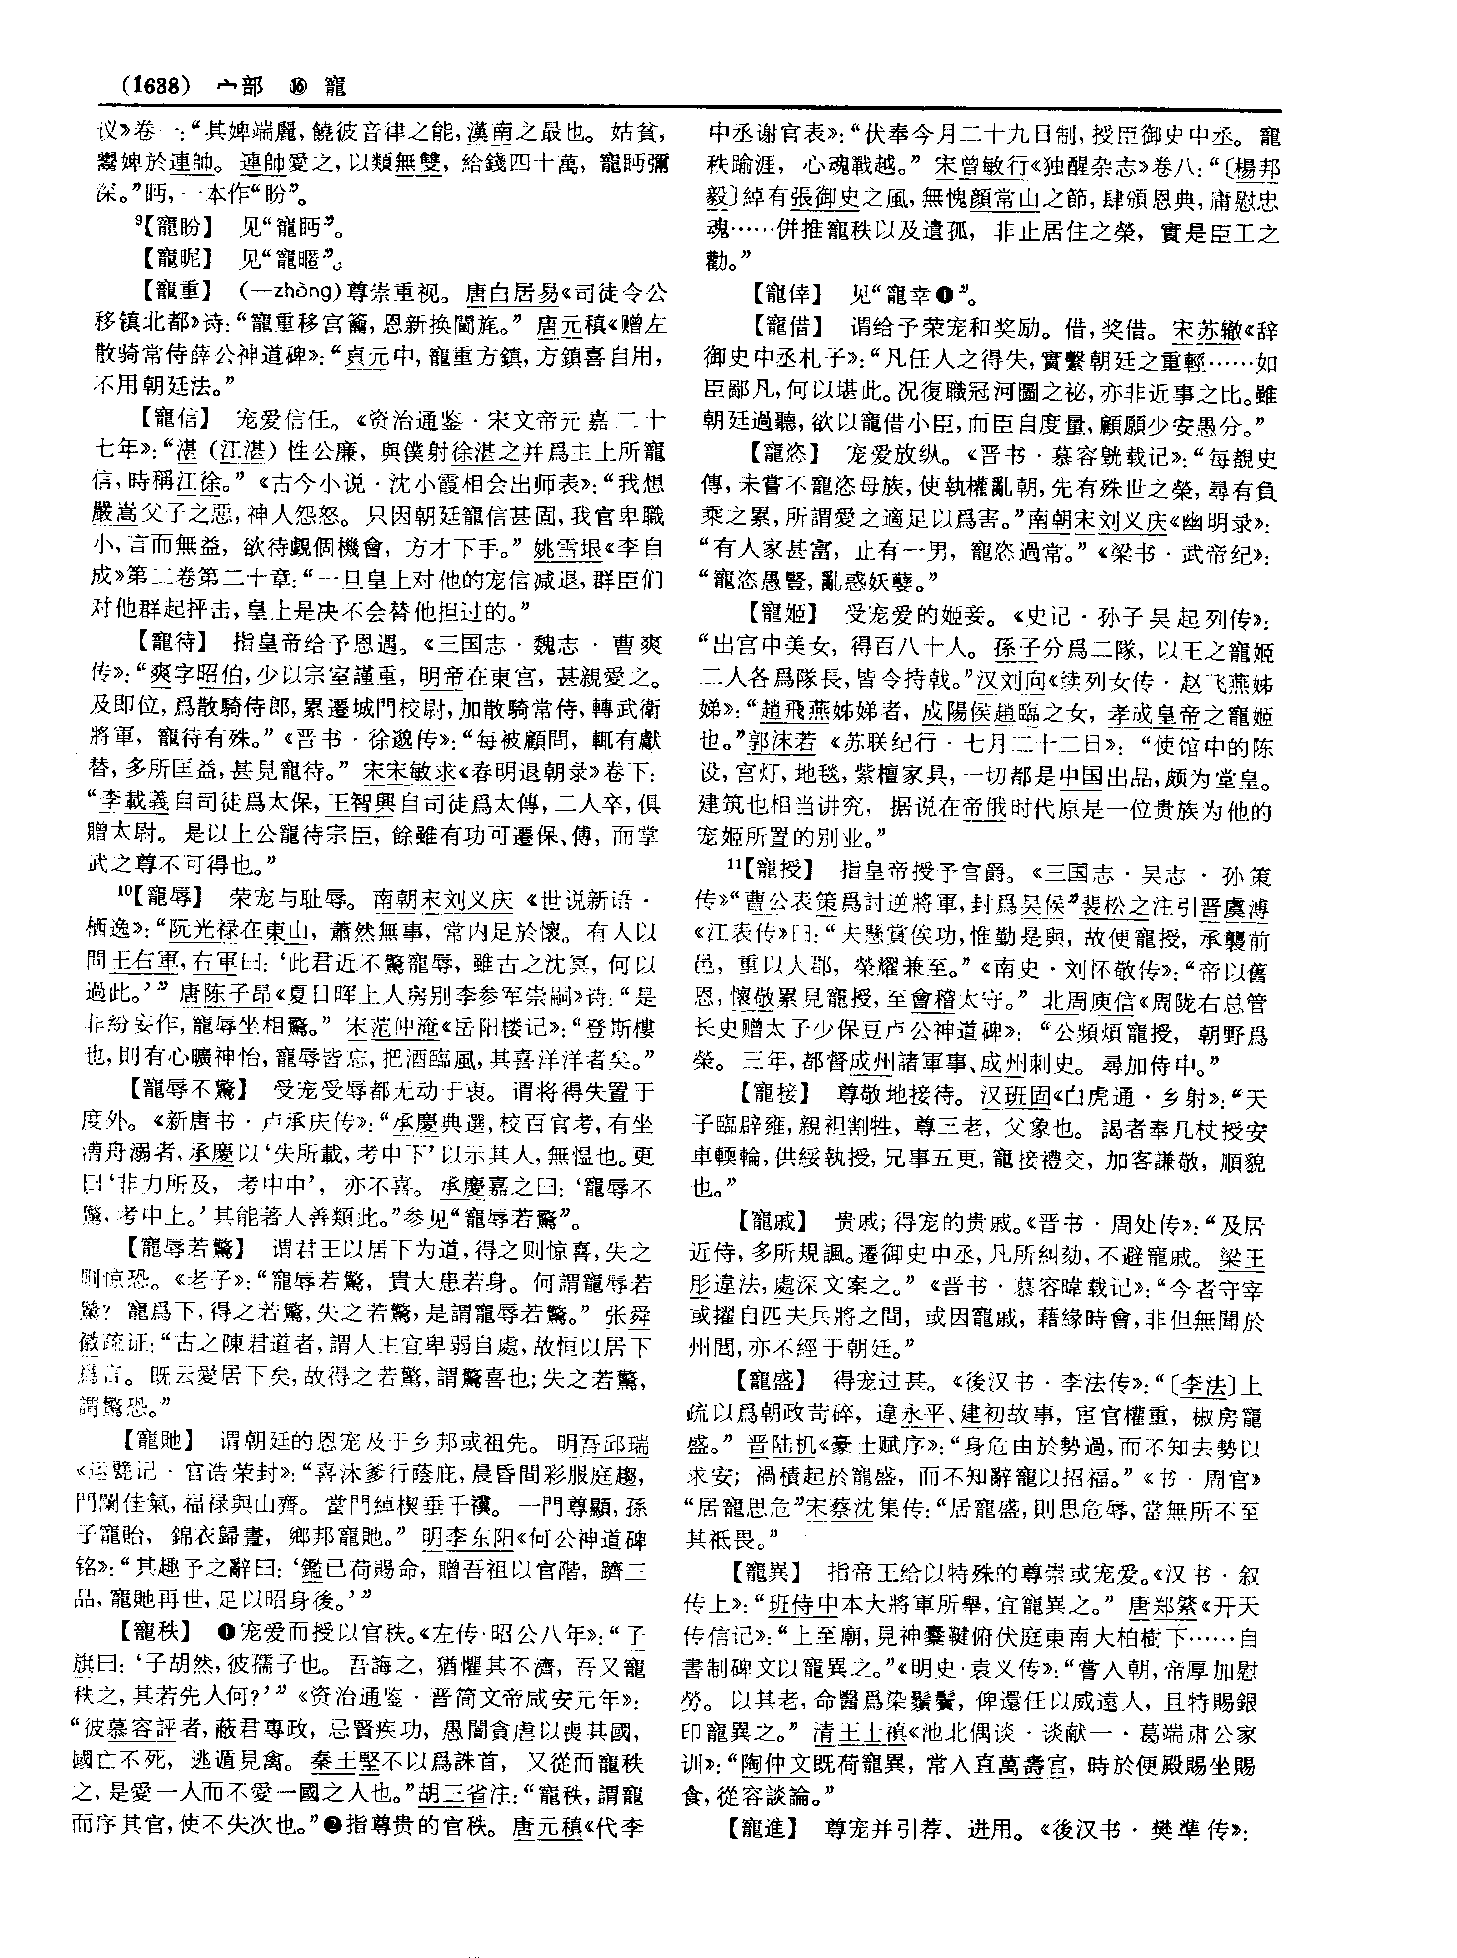 (1638) 宀部 ⑯ 寵
议》卷一：“其婢端麗，饒彼音律之能，漢南之最也。姑貧，
鬻婢於連帥。連帥愛之，以類無雙，給錢四十萬，寵眄彌
深。”眄，一本作“盼”。
⁹【寵盼】 见“寵眄”。
【寵昵】 见“寵暱”。
【寵重】 (—zhòng)尊崇重视。唐白居易《司徒令公
移镇北都》诗：“寵重移宮籥，恩新换閫旄。” 唐元稹《赠左
散骑常侍薛公神道碑》：“貞元中，寵重方鎮，方鎮喜自用，
不用朝廷法。”
【寵信】 宠爱信任。《资治通鉴·宋文帝元嘉二十
七年》：“湛（江湛）性公廉，與僕射徐湛之并爲主上所寵
信，時稱江徐。”《古今小说·沈小霞相会出师表》：“我想
嚴嵩父子之惡，神人怨怒。只因朝廷寵信甚固，我官卑職
小，言而無益，欲待覷個機會，方才下手。” 姚雪垠《李自
成》第二卷第二十章：“一旦皇上对他的宠信减退，群臣们
对他群起抨击，皇上是决不会替他担过的。”
【寵待】 指皇帝给予恩遇。《三国志·魏志·曹爽
传》：“爽字昭伯，少以宗室謹重，明帝在東宫，甚親愛之。
及即位，爲散騎侍郎，累遷城門校尉，加散騎常侍，轉武衛
將軍，寵待有殊。”《晋书·徐邈传》：“每被顧問，輒有獻
替，多所匡益，甚見寵待。” 宋宋敏求《春明退朝录》卷下：
“李載義自司徒爲太保，王智興自司徒爲太傅，二人卒，俱
贈太尉。是以上公寵待宗臣，餘雖有功可遷保、傅，而掌
武之尊不可得也。”
¹⁰【寵辱】 荣宠与耻辱。南朝宋刘义庆《世说新语·
栖逸》：“阮光禄在東山，蕭然無事，常内足於懷。有人以
問王右軍，右軍曰：‘此君近不驚寵辱，雖古之沈冥，何以
過此。’” 唐陈子昂《夏日晖上人房别李参军崇嗣》诗：“是
非紛妄作，寵辱坐相驚。” 宋范仲淹《岳阳楼记》：“登斯樓
也，則有心曠神怡，寵辱皆忘，把酒臨風，其喜洋洋者矣。”
【寵辱不驚】 受宠受辱都无动于衷。谓将得失置于
度外。《新唐书·卢承庆传》：“承慶典選，校百官考，有坐
漕舟溺者，承慶以‘失所載，考中下’以示其人，無愠也。更
曰‘非力所及，考中中’，亦不喜。承慶嘉之曰：‘寵辱不
驚，考中上。’其能著人善類此。”参见“寵辱若驚”。
【寵辱若驚】 谓君王以居下为道，得之则惊喜，失之
则惊恐。《老子》：“寵辱若驚，貴大患若身。何謂寵辱若
驚？寵爲下，得之若驚，失之若驚，是謂寵辱若驚。” 张舜
徽疏证：“古之陳君道者，謂人主宜卑弱自處，故恒以居下
爲言。既云愛居下矣，故得之若驚，謂驚喜也；失之若驚，
謂驚恐。”
【寵貤】 谓朝廷的恩宠及于乡邦或祖先。明吾邱瑞
《运甓记·官诰荣封》：“喜沐爹行蔭庇，晨昏間彩服庭趨，
門闌佳氣，福禄與山齊。當門綽楔垂千禩。一門尊顯，孫
子寵貽，錦衣歸晝，鄉邦寵貤。” 明李东阳《何公神道碑
铭》：“其趣予之辭曰：‘鑑已荷賜命，贈吾祖以官階，躋三
品，寵貤再世，足以昭身後。’”
【寵秩】 ❶宠爱而授以官秩。《左传·昭公八年》：“子
旗曰：‘子胡然，彼孺子也。吾誨之，猶懼其不濟，吾又寵
秩之，其若先人何？’”《资治通鉴·晋简文帝咸安元年》：
“彼慕容評者，蔽君專政，忌賢疾功，愚闇貪虐以喪其國，
國亡不死，逃遁見禽。秦王堅不以爲誅首，又從而寵秩
之，是愛一人而不愛一國之人也。”胡三省注：“寵秩，謂寵
而序其官，使不失次也。”❷指尊贵的官秩。唐元稹《代李
中丞谢官表》：“伏奉今月二十九日制，授臣御史中丞。寵
秩踰涯，心魂戰越。” 宋曾敏行《独醒杂志》卷八：“〔楊邦
毅〕綽有張御史之風，無愧顏常山之節，肆頒恩典，庸慰忠
魂……併推寵秩以及遺孤，非止居住之榮，實是臣工之
勸。”
【寵倖】 见“寵幸❶”。
【寵借】 谓给予荣宠和奖励。借，奖借。宋苏辙《辞
御史中丞札子》：“凡任人之得失，實繫朝廷之重輕……如
臣鄙凡，何以堪此。况復職冠河圖之祕，亦非近事之比。雖
朝廷過聽，欲以寵借小臣，而臣自度量，顧願少安愚分。”
【寵恣】 宠爱放纵。《晋书·慕容皝载记》：“每覩史
傳，未嘗不寵恣母族，使執權亂朝，先有殊世之榮，尋有負
乘之累，所謂愛之適足以爲害。”南朝宋刘义庆《幽明录》：
“有人家甚富，止有一男，寵恣過常。”《梁书·武帝纪》：
“寵恣愚豎，亂惑妖孽。”
【寵姬】 受宠爱的姬妾。《史记·孙子吴起列传》：
“出宫中美女，得百八十人。孫子分爲二隊，以王之寵姬
二人各爲隊長，皆令持戟。”汉刘向《续列女传·赵飞燕姊
娣》：“趙飛燕姊娣者，成陽侯趙臨之女，孝成皇帝之寵姬
也。”郭沫若《苏联纪行·七月二十二日》：“使馆中的陈
设，宫灯，地毯，紫檀家具，一切都是中国出品，颇为堂皇。
建筑也相当讲究，据说在帝俄时代原是一位贵族为他的
宠姬所置的别业。”
¹¹【寵授】 指皇帝授予官爵。《三国志·吴志·孙策
传》“曹公表策爲討逆將軍，封爲吴侯”裴松之注引晋虞溥
《江表传》曰：“夫懸賞俟功，惟勤是與，故便寵授，承襲前
邑，重以大郡，榮耀兼至。”《南史·刘怀敬传》：“帝以舊
恩，懷敬累見寵授，至會稽太守。” 北周庾信《周陇右总管
长史赠太子少保豆卢公神道碑》：“公頻煩寵授，朝野爲
榮。三年，都督成州諸軍事、成州刺史。尋加侍中。”
【寵接】 尊敬地接待。汉班固《白虎通·乡射》：“天
子臨辟雍，親袒割牲，尊三老，父象也。謁者奉几杖授安
車輭輪，供綏執授，兄事五更，寵接禮交，加客謙敬，順貌
也。”
【寵戚】 贵戚；得宠的贵戚。《晋书·周处传》：“及居
近侍，多所規諷。遷御史中丞，凡所糾劾，不避寵戚。梁王
肜違法，處深文案之。”《晋书·慕容暐载记》：“今者守宰
或擢自匹夫兵將之間，或因寵戚，藉緣時會，非但無聞於
州閭，亦不經于朝廷。”
【寵盛】 得宠过甚。《後汉书·李法传》：“〔李法〕上
疏以爲朝政苛碎，違永平、建初故事，宦官權重，椒房寵
盛。” 晋陆机《豪士赋序》：“身危由於勢過，而不知去勢以
求安；禍積起於寵盛，而不知辭寵以招福。”《书·周官》
“居寵思危”宋蔡沈集传：“居寵盛，則思危辱，當無所不至
其祗畏。”
【寵異】 指帝王给以特殊的尊崇或宠爱。《汉书·叙
传上》：“班侍中本大將軍所舉，宜寵異之。” 唐郑綮《开天
传信记》：“上至廟，見神櫜鞬俯伏庭東南大柏樹下……自
書制碑文以寵異之。”《明史·袁义传》：“嘗入朝，帝厚加慰
勞。以其老，命醫爲染鬚鬢，俾還任以威遠人，且特賜銀
印寵異之。” 清王士禛《池北偶谈·谈献一·葛端肃公家
训》：“陶仲文既荷寵異，常入直萬壽宫，時於便殿賜坐賜
食，從容談論。”
【寵進】 尊宠并引荐、进用。《後汉书·樊準传》：